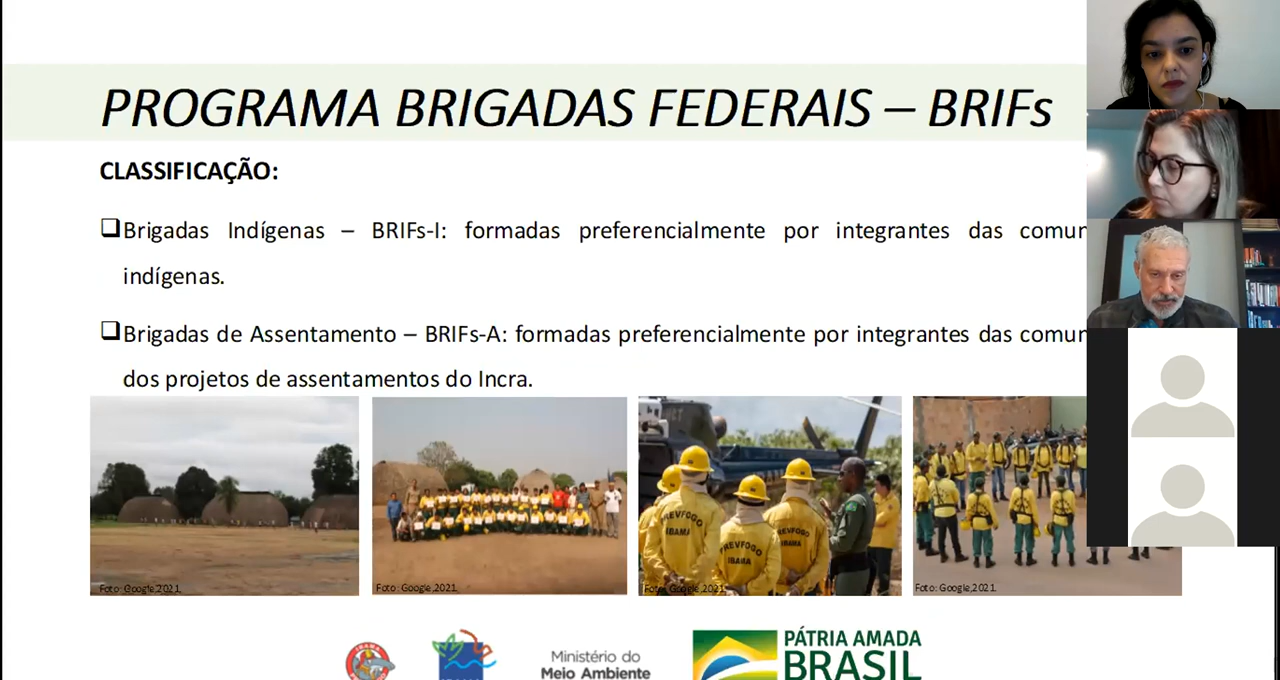 PROGRAMA BRIGADAS FEDERAIS – BRIFs
CLASSIFICAÇÃO:
Brigadas Indígenas – BRIFs-I: formadas preferencialmente por integrantes das comun
indígenas.
Brigadas de Assentamento – BRIFs-A: formadas preferencialmente por integrantes das comun
dos projetos de assentamentos do Incra.
PREVFOGO
IBAMA
PREVFOGO
IBAMA
PREVFOGO
IBAMA
Foto: Google,2021.
Foto: Google,2021.
Foto: Google,2021.
Foto: Google,2021.
Ministério do
Meio Ambiente
PÁTRIA AMADA
BRASIL